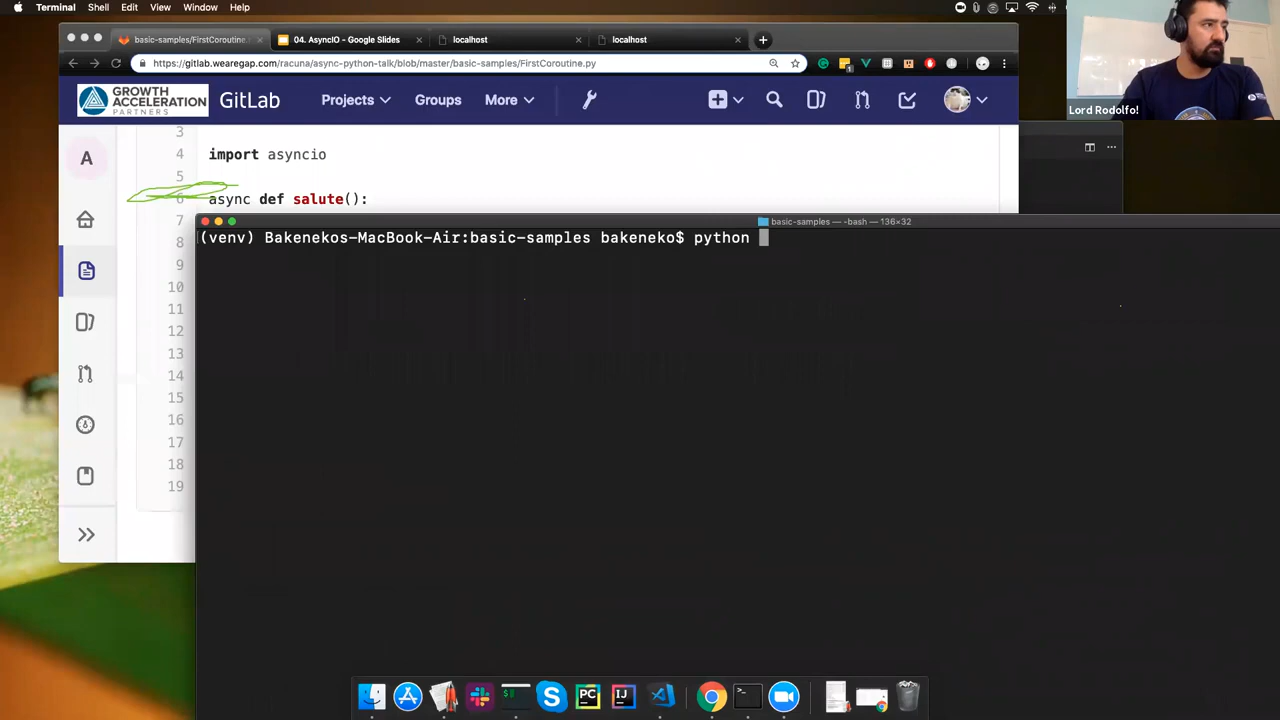 Terminal Shell Edit View Window Help
basic-samples/FirstCoroutine.
04. AsyncIO - Google Slides
localhost
localhost
https://gitlab.wearegap.com/racuna/async-python-talk/blob/master/basic-samples/FirstCoroutine.py
Lord Rodolfo!
GROWTH
ACCELERATION
PARTNERS
GitLab
Projects
Groups
More
A
3
4 import asyncio
5
6 async def salute():
7
8
9
10
11
12
13
14
15
16
17
18
19
basic-samples — -bash — 136×32
(venv) Bakenekos-MacBook-Air:basic-samples bakeneko$ python
PC
IJ